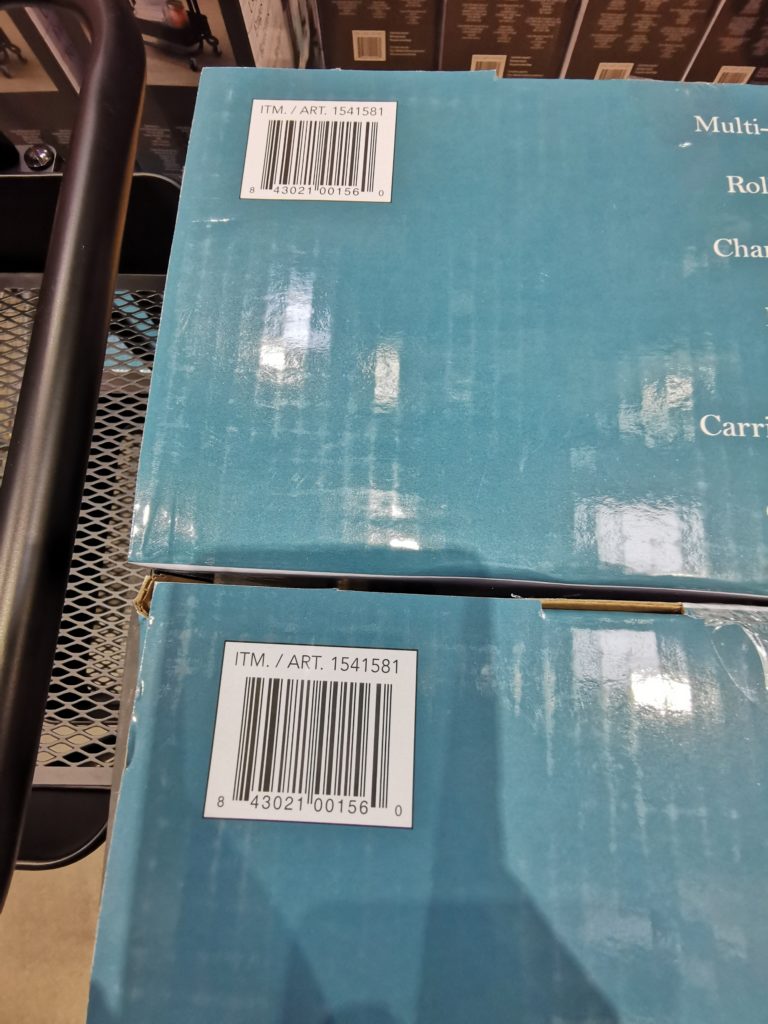 ITM. / ART. 1541581
8 43021 00156 0
Multi-
Rol
Char
Carri
ITM. / ART. 1541581
8 43021 00156 0